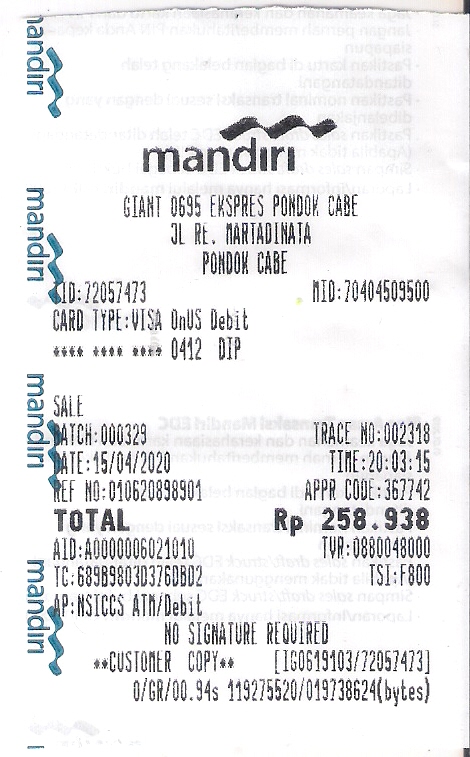 mandiri
GIANT 0695 EKSPRES PONDOK CABE
JL RE. MARTADINATA
PONDOK CABE
TID:72057473 MID:70404509500
CARD TYPE:VISA OnUS Debit
**** **** **** 0412 DIP
SALE
BATCH:000329 TRACE NO:002318
DATE:15/04/2020 TIME:20:03:15
REF NO:010620898901 APPR CODE:367742
TOTAL Rp 258.938
AID:A0000006021010 TVR:0880048000
TC:689B9803D376DBD2 TSI:F800
AP:NSICCS ATM/Debit
NO SIGNATURE REQUIRED
**CUSTOMER COPY** [IG0619103/72057473]
0/GR/00.94s 119275520/019738624(bytes)
mandiri
mandiri
mandiri
mandiri